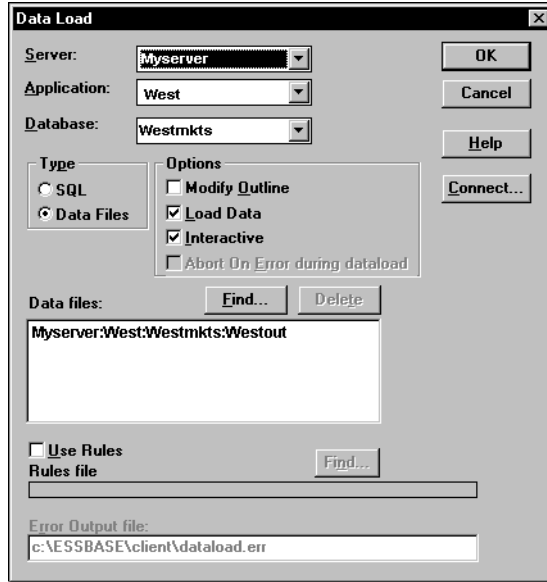 Data Load
Server: Myserver
OK
Application: West
Cancel
Database: Westmkts
Help
Type
SQL
Data Files
Options
Modify Outline
Load Data
Interactive
Abort On Error during dataload
Connect...
Data files:
Find...
Delete
Myserver:West:Westmkts:Westout
Use Rules
Rules file
Find...
Error Output file:
c:\ESSBASE\client\dataload.err